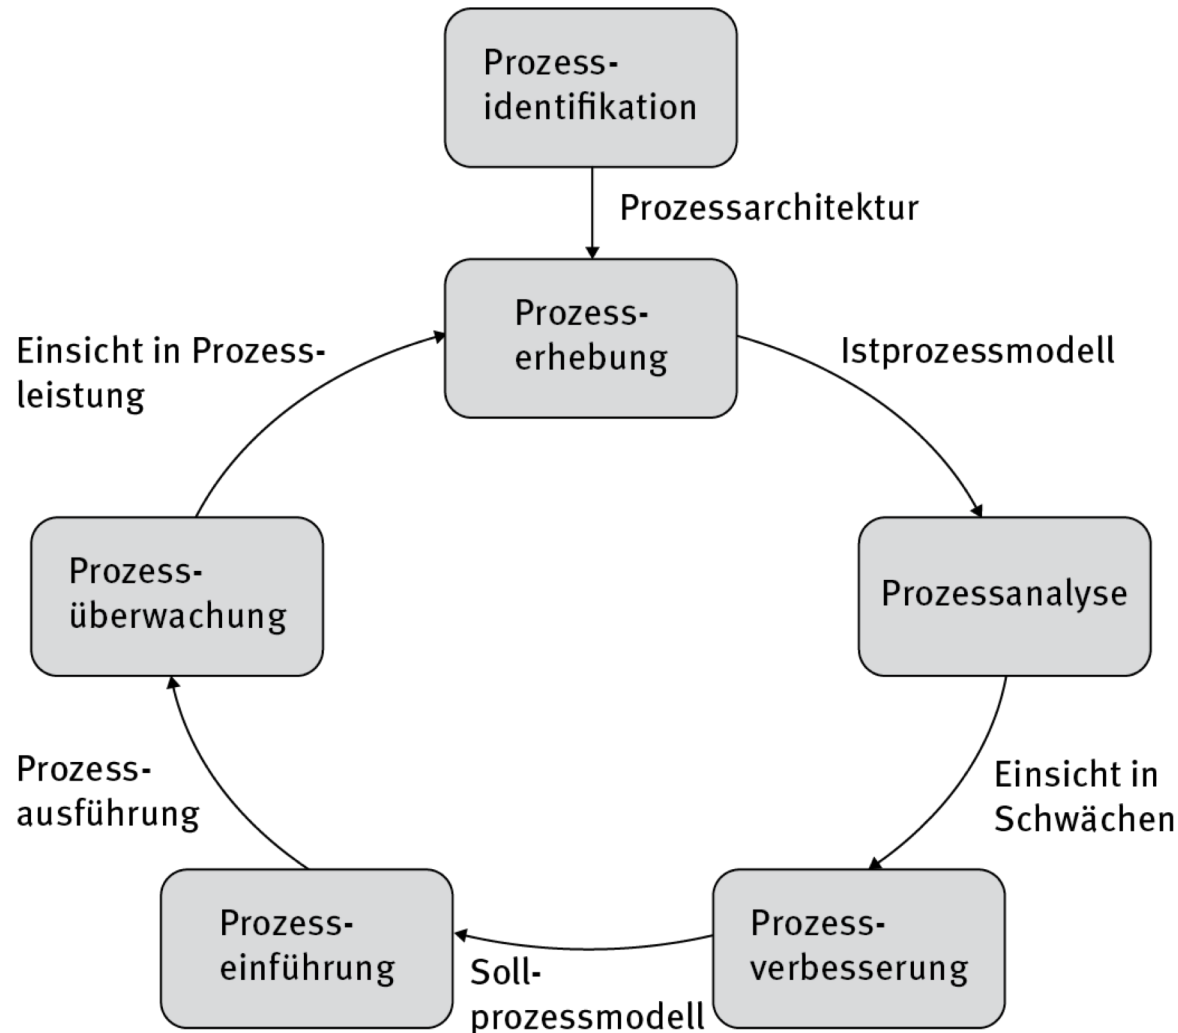 Prozess-
identifikation
Prozessarchitektur
Prozess-
erhebung
Istprozessmodell
Einsicht in Prozess-
leistung
Prozess-
überwachung
Prozessanalyse
Prozess-
ausführung
Einsicht in
Schwächen
Prozess-
einführung
Soll-
prozessmodell
Prozess-
verbesserung